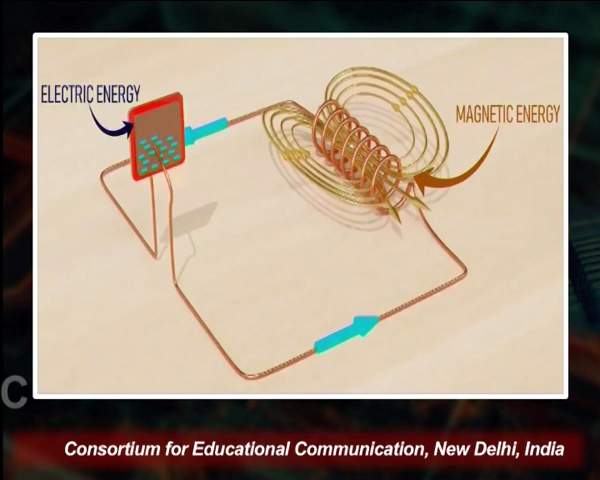 ELECTRIC ENERGY
MAGNETIC ENERGY
C
Consortium for Educational Communication, New Delhi, India